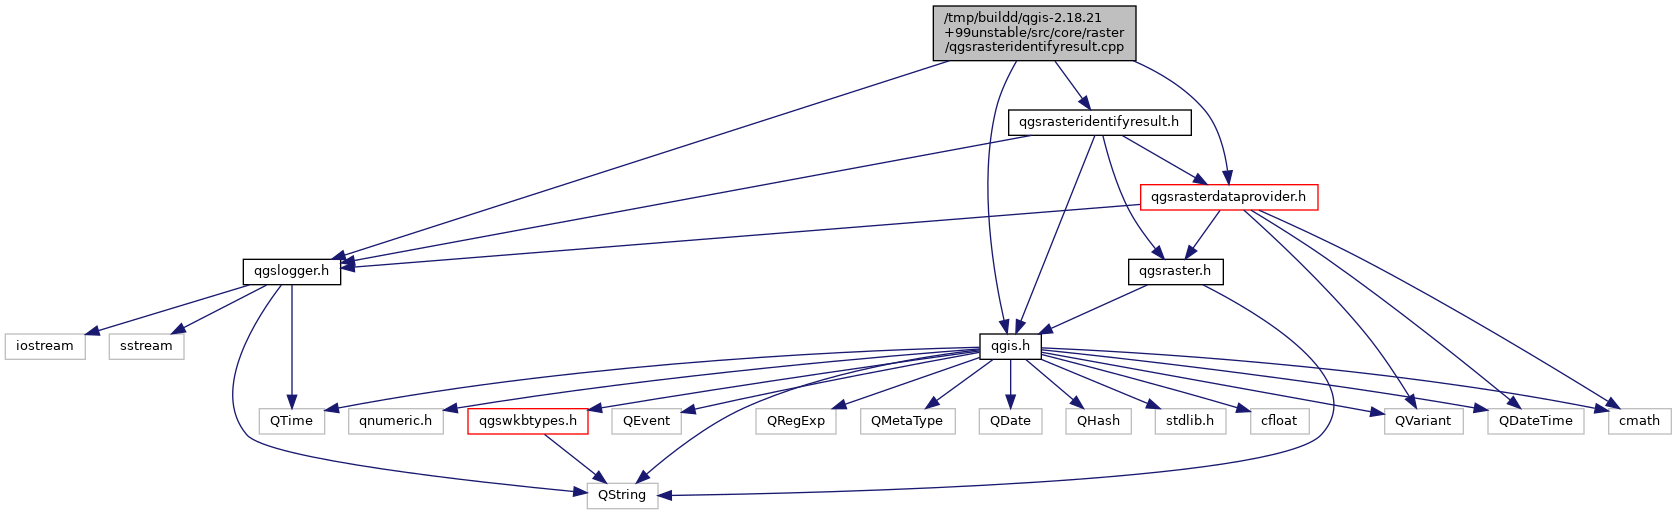 /tmp/buildd/qgis-2.18.21
+99unstable/src/core/raster
/qgsrasteridentifyresult.cpp
qgsrasteridentifyresult.h
qgsrasterdataprovider.h
qgslogger.h
qgsraster.h
iostream
sstream
qgis.h
QTime
qnumeric.h
qgswkbtypes.h
QEvent
QRegExp
QMetaType
QDate
QHash
stdlib.h
cfloat
QVariant
QDateTime
cmath
QString